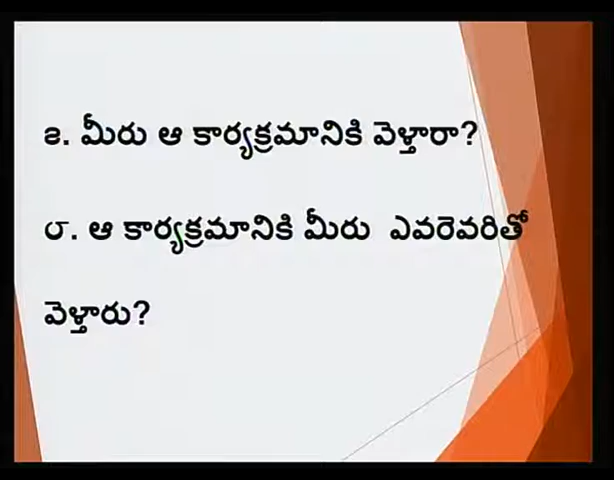 ౭. మీరు ఆ కార్యక్రమానికి వెళ్తారా?
౮. ఆ కార్యక్రమానికి మీరు ఎవరెవరితో
వెళ్తారు?